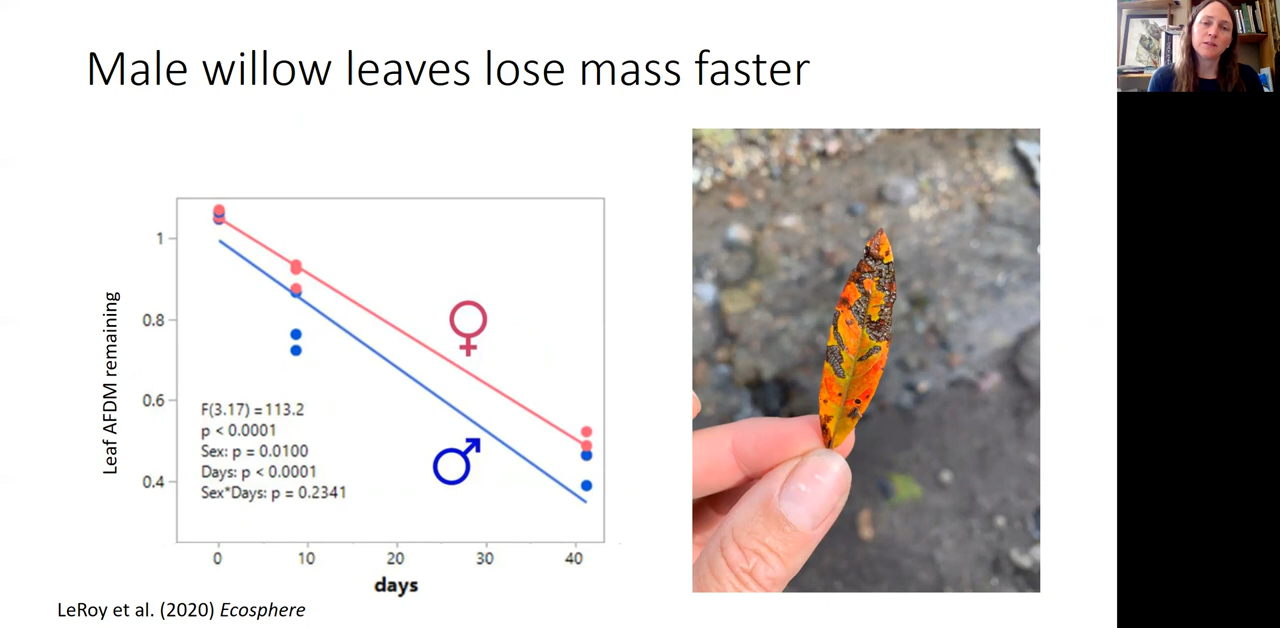 Male willow leaves lose mass faster
Leaf AFDM remaining
1
0.8
0.6
0.4
F(3.17) = 113.2
p < 0.0001
Sex: p = 0.0100
Days: p < 0.0001
Sex*Days: p = 0.2341
♀
♂
0 10 20 30 40
days
LeRoy et al. (2020) Ecosphere